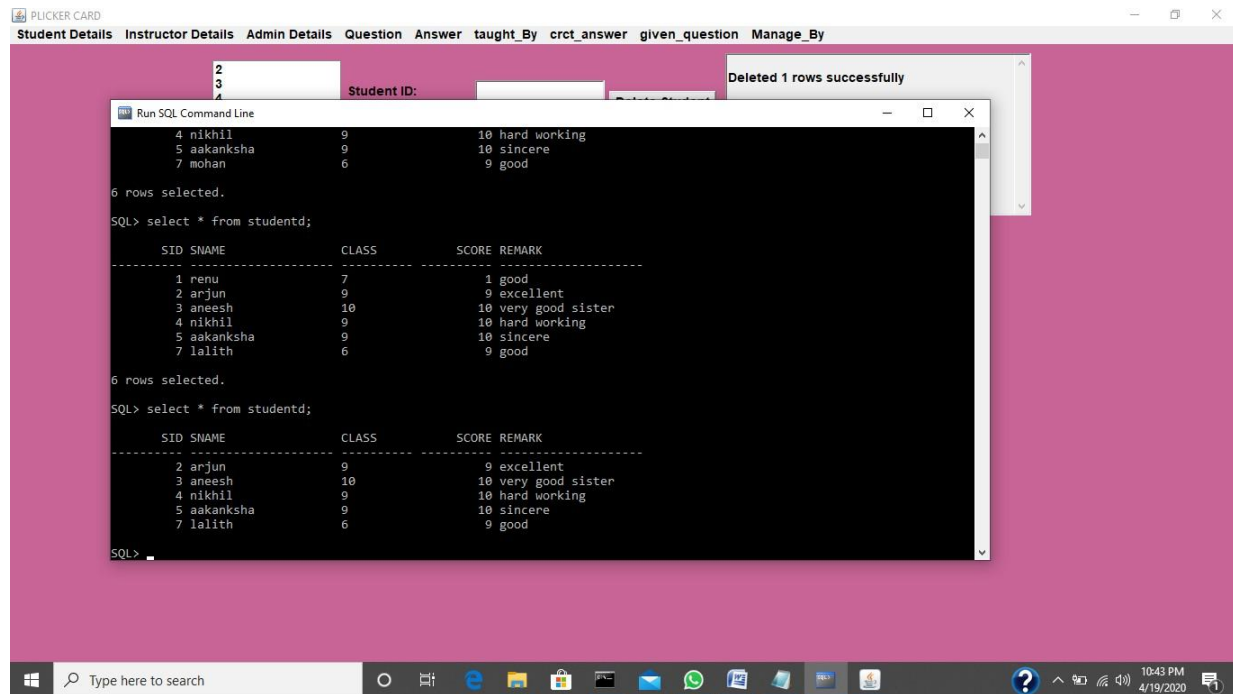 PLICKER CARD
Student Details Instructor Details Admin Details Question Answer taught_By crct_answer given_question Manage_By
2
3
Student ID:
Deleted 1 rows successfully
Run SQL Command Line
4 nikhil 9 10 hard working
5 aakanksha 9 10 sincere
7 mohan 6 9 good
6 rows selected.
SQL> select * from studentd;
SID SNAME CLASS SCORE REMARK
---------- -------------------- ---------- ---------- --------------------
1 renu 7 1 good
2 arjun 9 9 excellent
3 aneesh 10 10 very good sister
4 nikhil 9 10 hard working
5 aakanksha 9 10 sincere
7 lalith 6 9 good
6 rows selected.
SQL> select * from studentd;
SID SNAME CLASS SCORE REMARK
---------- -------------------- ---------- ---------- --------------------
2 arjun 9 9 excellent
3 aneesh 10 10 very good sister
4 nikhil 9 10 hard working
5 aakanksha 9 10 sincere
7 lalith 6 9 good
SQL>
Type here to search
10:43 PM
4/19/2020